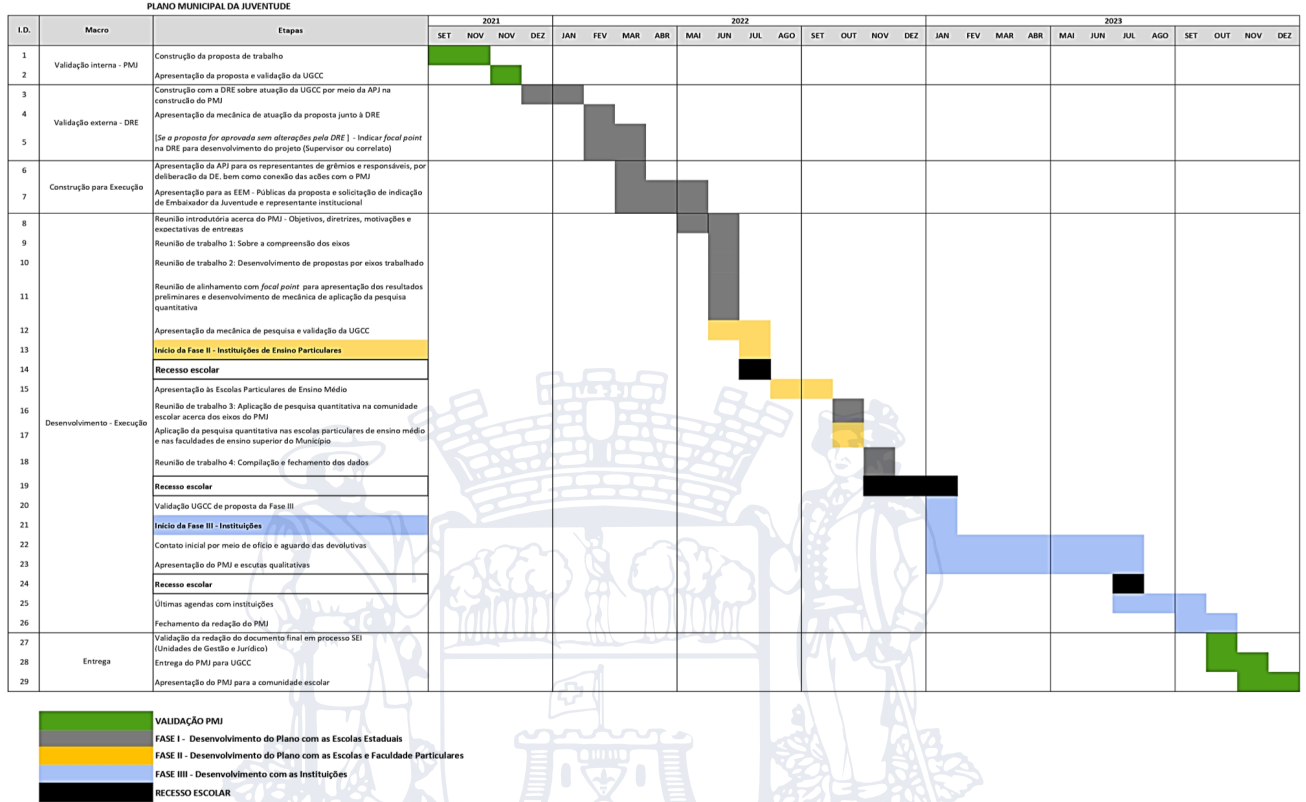 PLANO MUNICIPAL DA JUVENTUDE
I.D. Macro Etapas 2021 2022 2023
SET NOV NOV DEZ JAN FEV MAR ABR MAI JUN JUL AGO SET OUT NOV DEZ JAN FEV MAR ABR MAI JUN JUL AGO SET OUT NOV DEZ
Validação interna - PMJ
1 Construção da proposta de trabalho
2 Apresentação da proposta e validação da UGCC
Validação externa - DRE
3 Construção com a DRE sobre atuação da UGCC por meio da APJ na
construção do PMJ
4 Apresentação da mecânica de atuação da proposta junto à DRE
5 [Se a proposta for aprovada sem alterações pela DRE ] - Indicar focal point
na DRE para desenvolvimento do projeto (Supervisor ou correlato)
Construção para Execução
6 Apresentação da APJ para os representantes de grêmios e responsáveis, por
deliberação da DE, bem como conexão das ações com o PMJ
7 Apresentação para as EEM - Públicas da proposta e solicitação de indicação
de Embaixador da Juventude e representante institucional
Desenvolvimento - Execução
8 Reunião introdutória acerca do PMJ - Objetivos, diretrizes, motivações e
expectativas de entregas
9 Reunião de trabalho 1: Sobre a compreensão dos eixos
10 Reunião de trabalho 2: Desenvolvimento de propostas por eixos trabalhado
11 Reunião de alinhamento com focal point para apresentação dos resultados
preliminares e desenvolvimento de mecânica de aplicação da pesquisa
quantitativa
12 Apresentação da mecânica de pesquisa e validação da UGCC
13 Início da Fase II - Instituições de Ensino Particulares
14 Recesso escolar
15 Apresentação às Escolas Particulares de Ensino Médio
16 Reunião de trabalho 3: Aplicação de pesquisa quantitativa na comunidade
escolar acerca dos eixos do PMJ
17 Aplicação da pesquisa quantitativa nas escolas particulares de ensino médio
e nas faculdades de ensino superior do Município
18 Reunião de trabalho 4: Compilação e fechamento dos dados
19 Recesso escolar
20 Validação UGCC de proposta da Fase III
21 Início da Fase III - Instituições
22 Contato inicial por meio de ofício e aguardo das devolutivas
23 Apresentação do PMJ e escutas qualitativas
24 Recesso escolar
25 Últimas agendas com instituições
26 Fechamento da redação do PMJ
Entrega
27 Validação da redação do documento final em processo SEI
(Unidades de Gestão e Jurídico)
28 Entrega do PMJ para UGCC
29 Apresentação do PMJ para a comunidade escolar
VALIDAÇÃO PMJ
FASE I - Desenvolvimento do Plano com as Escolas Estaduais
FASE II - Desenvolvimento do Plano com as Escolas e Faculdade Particulares
FASE IIII - Desenvolvimento com as Instituições
RECESSO ESCOLAR